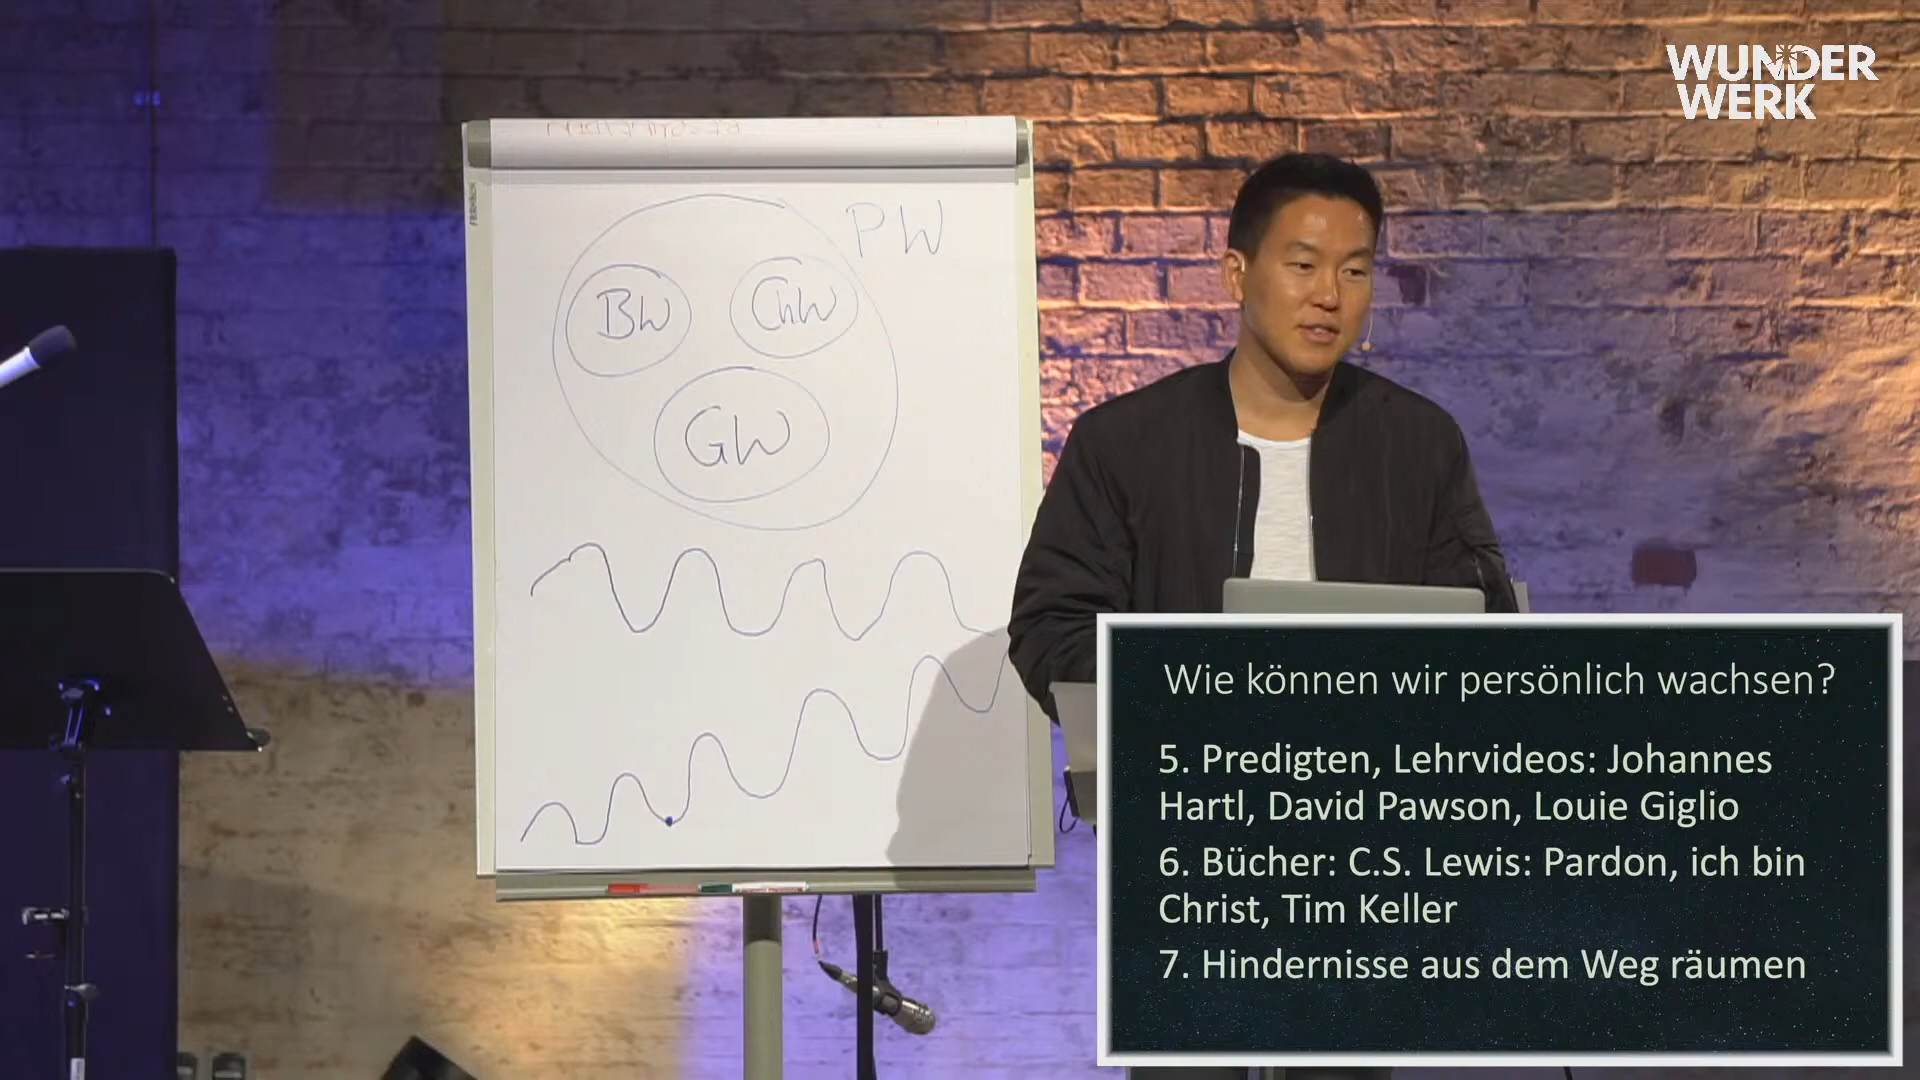 WUNDER
WERK
PW
BW
ChW
GW
Wie können wir persönlich wachsen?
5. Predigten, Lehrvideos: Johannes
Hartl, David Pawson, Louie Giglio
6. Bücher: C.S. Lewis: Pardon, ich bin
Christ, Tim Keller
7. Hindernisse aus dem Weg räumen